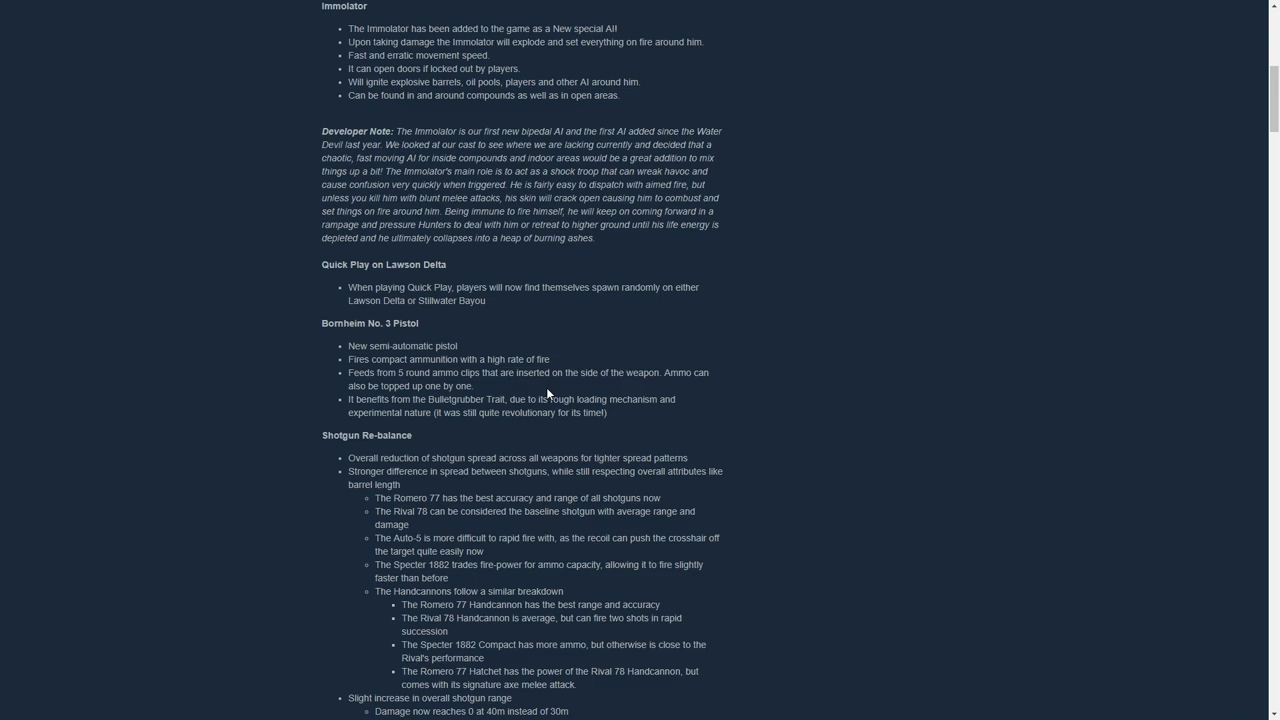 Immolator
• The Immolator has been added to the game as a New special AI!
• Upon taking damage the Immolator will explode and set everything on fire around him.
• Fast and erratic movement speed.
• It can open doors if locked out by players.
• Will ignite explosive barrels, oil pools, players and other AI around him.
• Can be found in and around compounds as well as in open areas.
Developer Note: The Immolator is our first new bipedal AI and the first AI added since the Water
Devil last year. We looked at our cast to see where we are lacking currently and decided that a
chaotic, fast moving AI for inside compounds and indoor areas would be a great addition to mix
things up a bit! The Immolator's main role is to act as a shock troop that can wreak havoc and
cause confusion very quickly when triggered. He is fairly easy to dispatch with aimed fire, but
unless you kill him with blunt melee attacks, his skin will crack open causing him to combust and
set things on fire around him. Being immune to fire himself, he will keep on coming forward in a
rampage and pressure Hunters to deal with him or retreat to higher ground until his life energy is
depleted and he ultimately collapses into a heap of burning ashes.
Quick Play on Lawson Delta
• When playing Quick Play, players will now find themselves spawn randomly on either
Lawson Delta or Stillwater Bayou
Bornheim No. 3 Pistol
• New semi-automatic pistol
• Fires compact ammunition with a high rate of fire
• Feeds from 5 round ammo clips that are inserted on the side of the weapon. Ammo can
also be topped up one by one.
• It benefits from the Bulletgrubber Trait, due to its rough loading mechanism and
experimental nature (it was still quite revolutionary for its time!)
Shotgun Re-balance
• Overall reduction of shotgun spread across all weapons for tighter spread patterns
• Stronger difference in spread between shotguns, while still respecting overall attributes like
barrel length
◦ The Romero 77 has the best accuracy and range of all shotguns now
◦ The Rival 78 can be considered the baseline shotgun with average range and
damage
◦ The Auto-5 is more difficult to rapid fire with, as the recoil can push the crosshair off
the target quite easily now
◦ The Specter 1882 trades fire-power for ammo capacity, allowing it to fire slightly
faster than before
◦ The Handcannons follow a similar breakdown
▪ The Romero 77 Handcannon has the best range and accuracy
▪ The Rival 78 Handcannon is average, but can fire two shots in rapid
succession
▪ The Specter 1882 Compact has more ammo, but otherwise is close to the
Rival's performance
▪ The Romero 77 Hatchet has the power of the Rival 78 Handcannon, but
comes with its signature axe melee attack.
• Slight increase in overall shotgun range
◦ Damage now reaches 0 at 40m instead of 30m